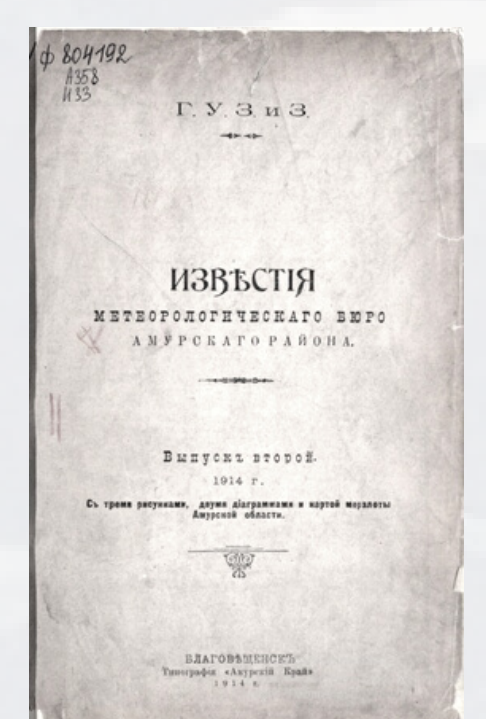 ф 804192
А358
И33
Г. У. З. и З.
ИЗВѢСТІЯ
МЕТЕОРОЛОГИЧЕСКАГО БЮРО
АМУРСКАГО РАЙОНА.
Выпускъ второй.
1914 г.
Съ тремя рисунками, двумя діаграммами и картой мерзлоты
Амурской области.
БЛАГОВѢЩЕНСКЪ
Типографія «Амурскій Край»
1914 г.